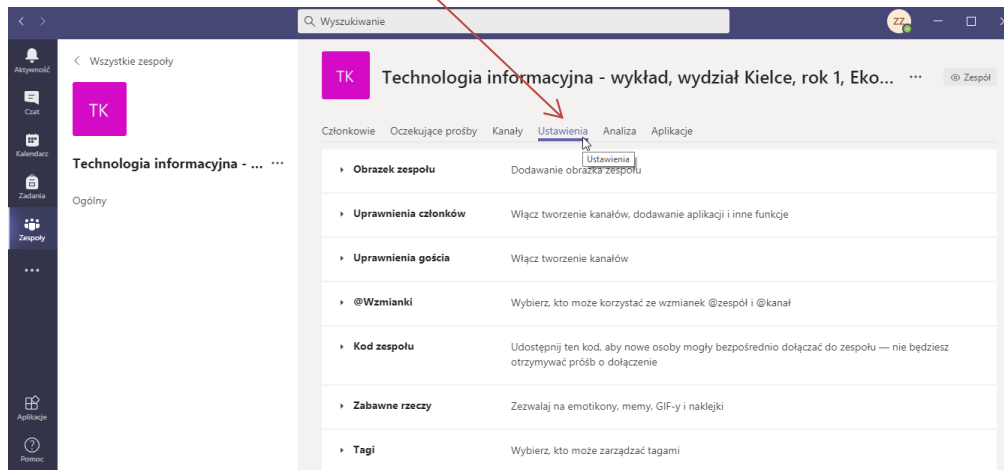 Wyszukiwanie
ZZ
Aktywność
Czat
Kalendarz
Zadania
Zespoły
Aplikacje
Pomoc
Wszystkie zespoły
TK
Technologia informacyjna - ...
Ogólny
TK
Technologia informacyjna - wykład, wydział Kielce, rok 1, Eko...
Zespół
Członkowie Oczekujące prośby Kanały Ustawienia Analiza Aplikacje
Ustawienia
Obrazek zespołu Dodawanie obrazka zespołu
Uprawnienia członków Włącz tworzenie kanałów, dodawanie aplikacji i inne funkcje
Uprawnienia gościa Włącz tworzenie kanałów
@Wzmianki Wybierz, kto może korzystać ze wzmianek @zespół i @kanał
Kod zespołu Udostępnij ten kod, aby nowe osoby mogły bezpośrednio dołączać do zespołu — nie będziesz
otrzymywać próśb o dołączenie
Zabawne rzeczy Zezwalaj na emotikony, memy, GIF-y i naklejki
Tagi Wybierz, kto może zarządzać tagami